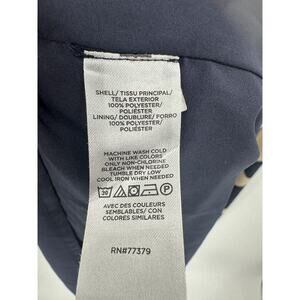 SHELL/ TISSU PRINCIPAL/
TELA EXTERIOR
100% POLYESTER/
POLIÉSTER
LINING/ DOUBLURE/ FORRO
100% POLYESTER/
POLIÉSTER
MACHINE WASH COLD
WITH LIKE COLORS
ONLY NON-CHLORINE
BLEACH WHEN NEEDED
TUMBLE DRY LOW
COOL IRON WHEN NEEDED
30 P
AVEC DES COULEURS
SEMBLABLES/ CON
COLORES SIMILARES
RN#77379